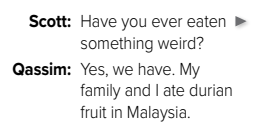 Scott: Have you ever eaten
something weird?
Qassim: Yes, we have. My
family and I ate durian
fruit in Malaysia.